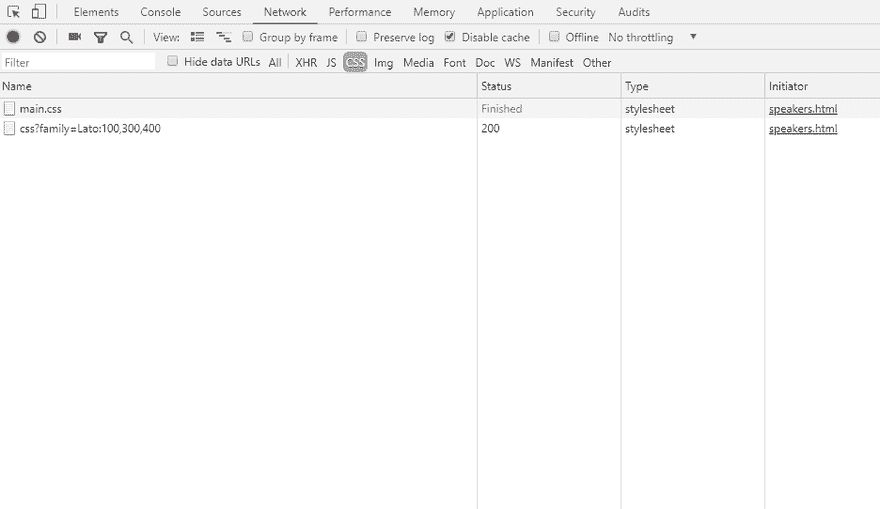 Elements Console Sources Network Performance Memory Application Security Audits
View: Group by frame Preserve log Disable cache Offline No throttling
Filter Hide data URLs All XHR JS CSS Img Media Font Doc WS Manifest Other
Name Status Type Initiator
main.css Finished stylesheet speakers.html
css?family=Lato:100,300,400 200 stylesheet speakers.html